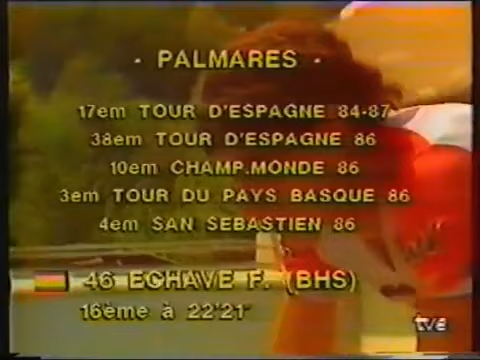 · PALMARES ·
17em TOUR D'ESPAGNE 84-87
38em TOUR D'ESPAGNE 86
10em CHAMP.MONDE 86
3em TOUR DU PAYS BASQUE 86
4em SAN SEBASTIEN 86
46 ECHAVE F. (BHS)
16ème à 22'21"
tve